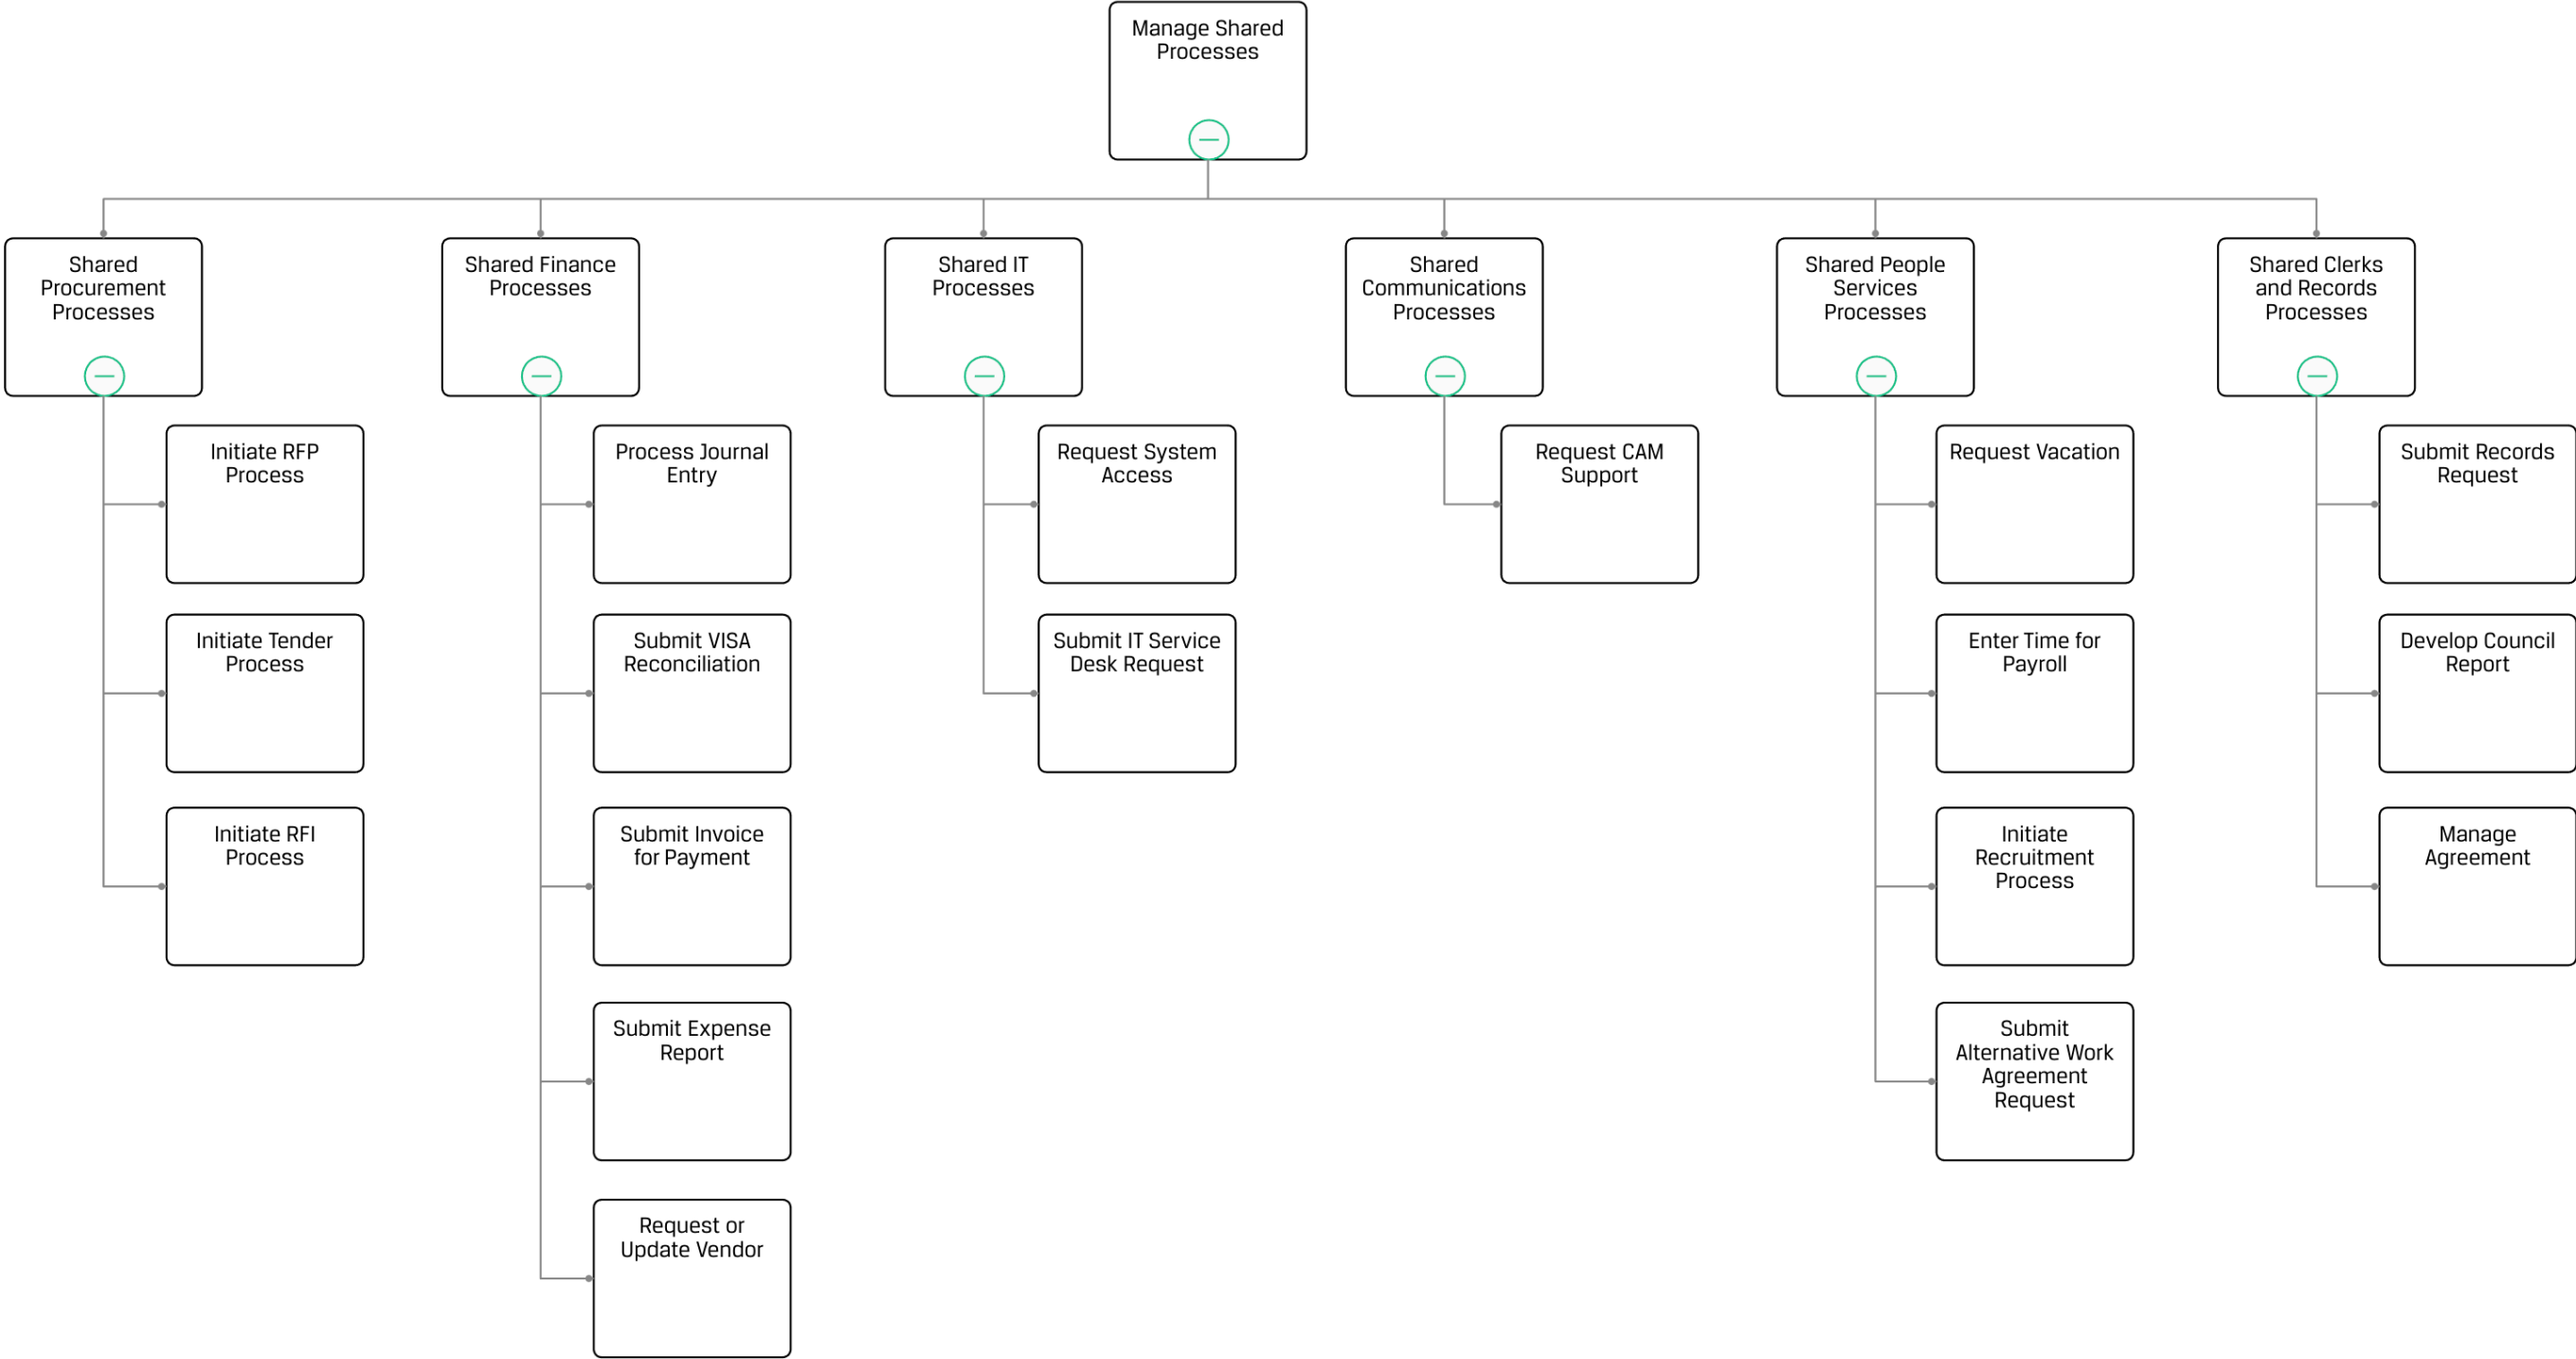 Manage Shared
Processes
Shared
Procurement
Processes
Shared Finance
Processes
Shared IT
Processes
Shared
Communications
Processes
Shared People
Services
Processes
Shared Clerks
and Records
Processes
Initiate RFP
Process
Initiate Tender
Process
Initiate RFI
Process
Process Journal
Entry
Submit VISA
Reconciliation
Submit Invoice
for Payment
Submit Expense
Report
Request or
Update Vendor
Request System
Access
Submit IT Service
Desk Request
Request CAM
Support
Request Vacation
Enter Time for
Payroll
Initiate
Recruitment
Process
Submit
Alternative Work
Agreement
Request
Submit Records
Request
Develop Council
Report
Manage
Agreement